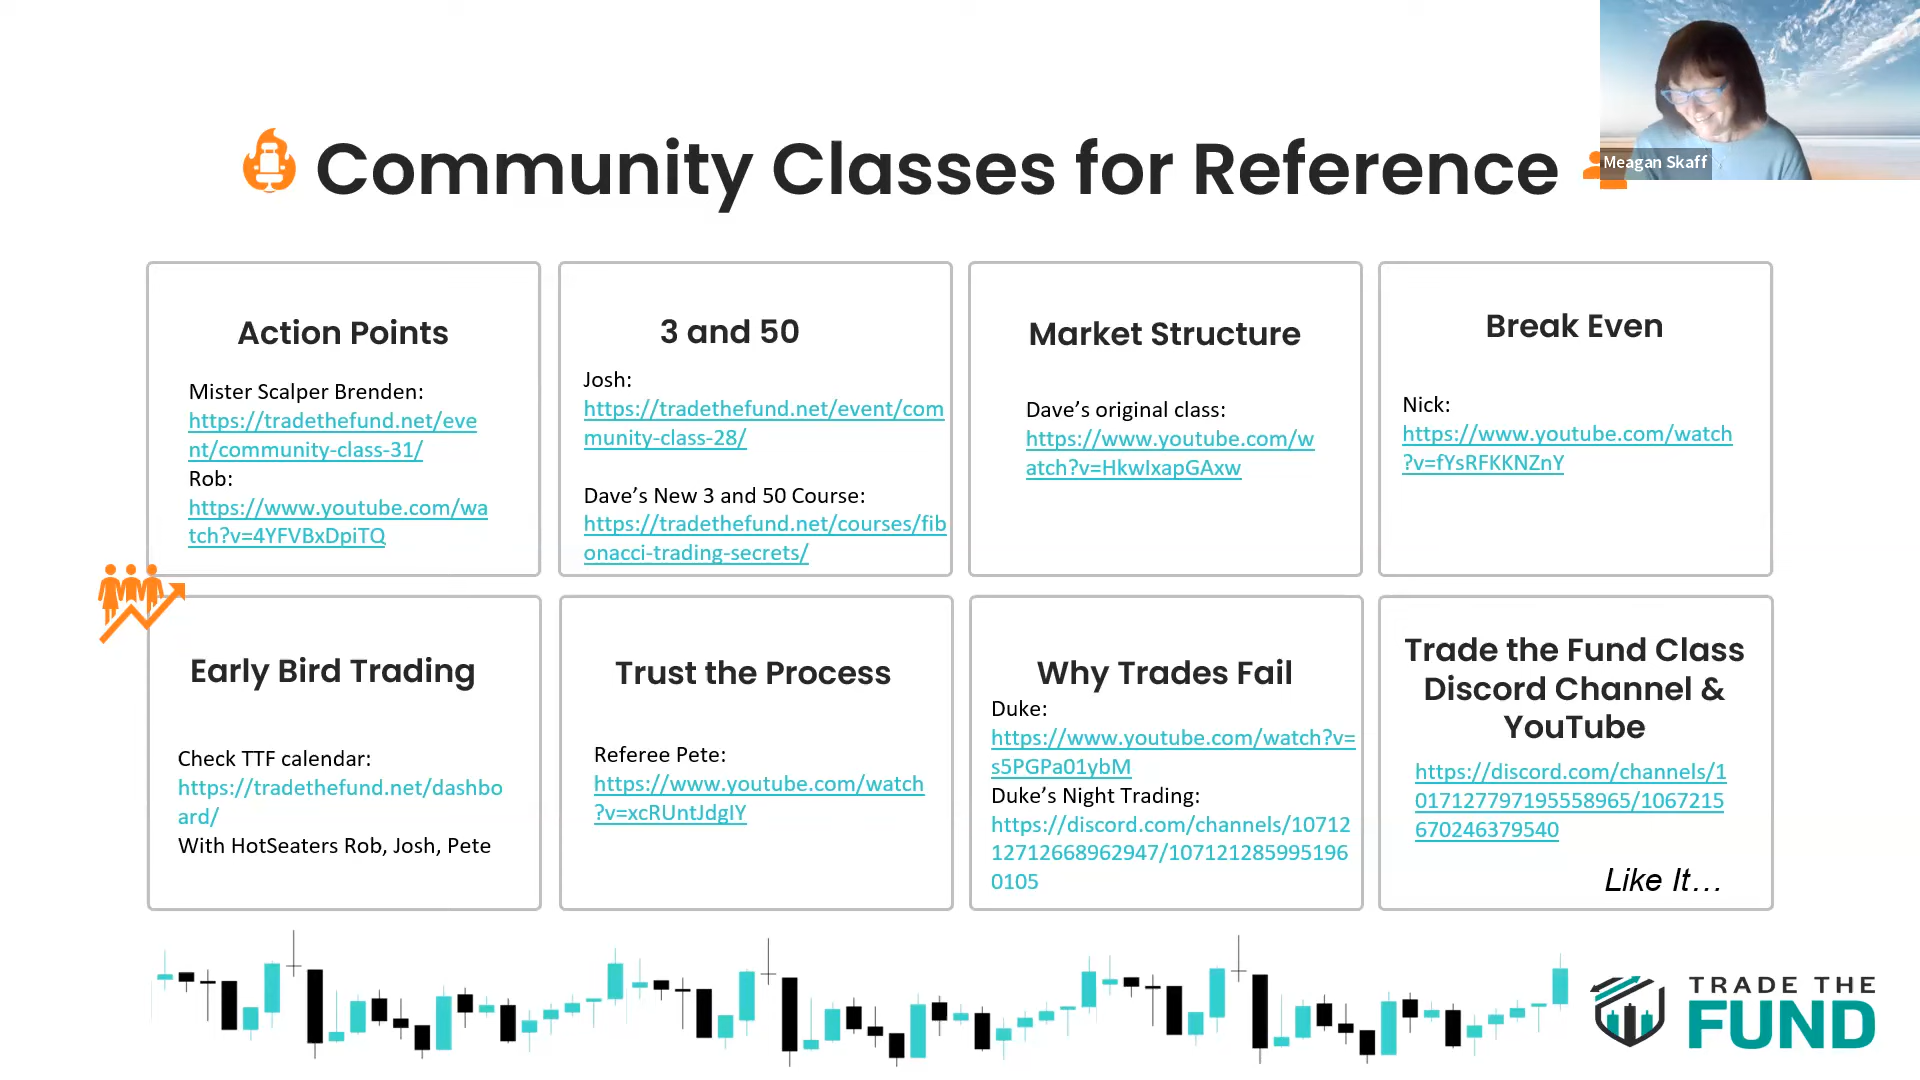 Community Classes for Reference
Meagan Skaff
Action Points
Mister Scalper Brenden:
https://tradethefund.net/eve
nt/community-class-31/
Rob:
https://www.youtube.com/wa
tch?v=4YFVBxDpiTQ
3 and 50
Josh:
https://tradethefund.net/event/com
munity-class-28/
Dave’s New 3 and 50 Course:
https://tradethefund.net/courses/fib
onacci-trading-secrets/
Market Structure
Dave’s original class:
https://www.youtube.com/w
atch?v=HkwIxapGAxw
Break Even
Nick:
https://www.youtube.com/watch
?v=fYsRFKKNZnY
Early Bird Trading
Check TTF calendar:
https://tradethefund.net/dashbo
ard/
With HotSeaters Rob, Josh, Pete
Trust the Process
Referee Pete:
https://www.youtube.com/watch
?v=xcRUntJdgIY
Why Trades Fail
Duke:
https://www.youtube.com/watch?v=
s5PGPa01ybM
Duke’s Night Trading:
https://discord.com/channels/10712
12712668962947/107121285995196
0105
Trade the Fund Class
Discord Channel &
YouTube
https://discord.com/channels/1
017127797195558965/1067215
670246379540
Like It…
TRADE THE
FUND